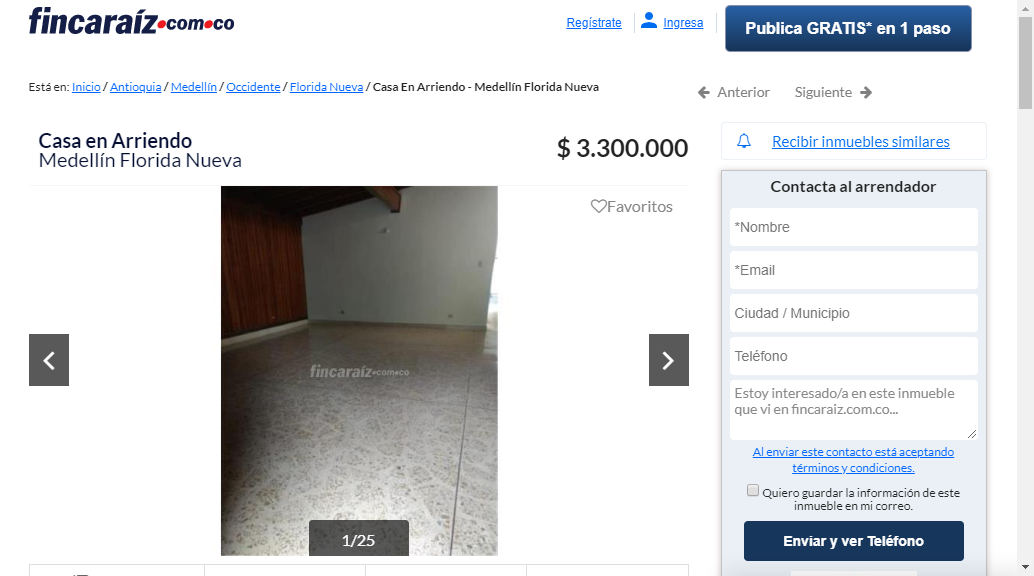 fincaraíz.com.co
Regístrate
Ingresa
Publica GRATIS* en 1 paso
Está en: Inicio / Antioquia / Medellín / Occidente / Florida Nueva / Casa En Arriendo - Medellín Florida Nueva
Anterior
Siguiente
Casa en Arriendo
Medellín Florida Nueva
$ 3.300.000
Favoritos
fincaraíz.com.co
1/25
Recibir inmuebles similares
Contacta al arrendador
*Nombre
*Email
Ciudad / Municipio
Teléfono
Estoy interesado/a en este inmueble
que vi en fincaraiz.com.co...
Al enviar este contacto está aceptando
términos y condiciones.
Quiero guardar la información de este
inmueble en mi correo.
Enviar y ver Teléfono